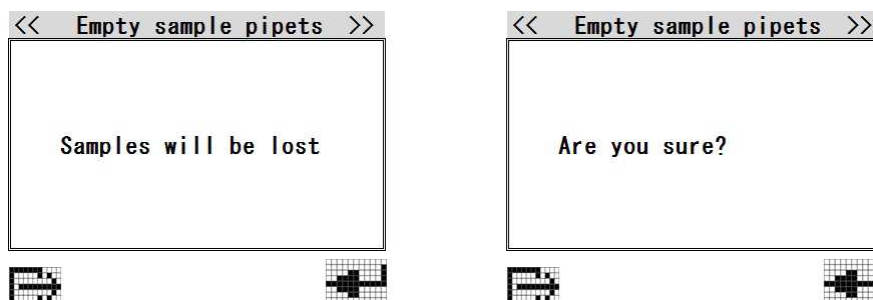 << Empty sample pipets >>
Samples will be lost
<< Empty sample pipets >>
Are you sure?